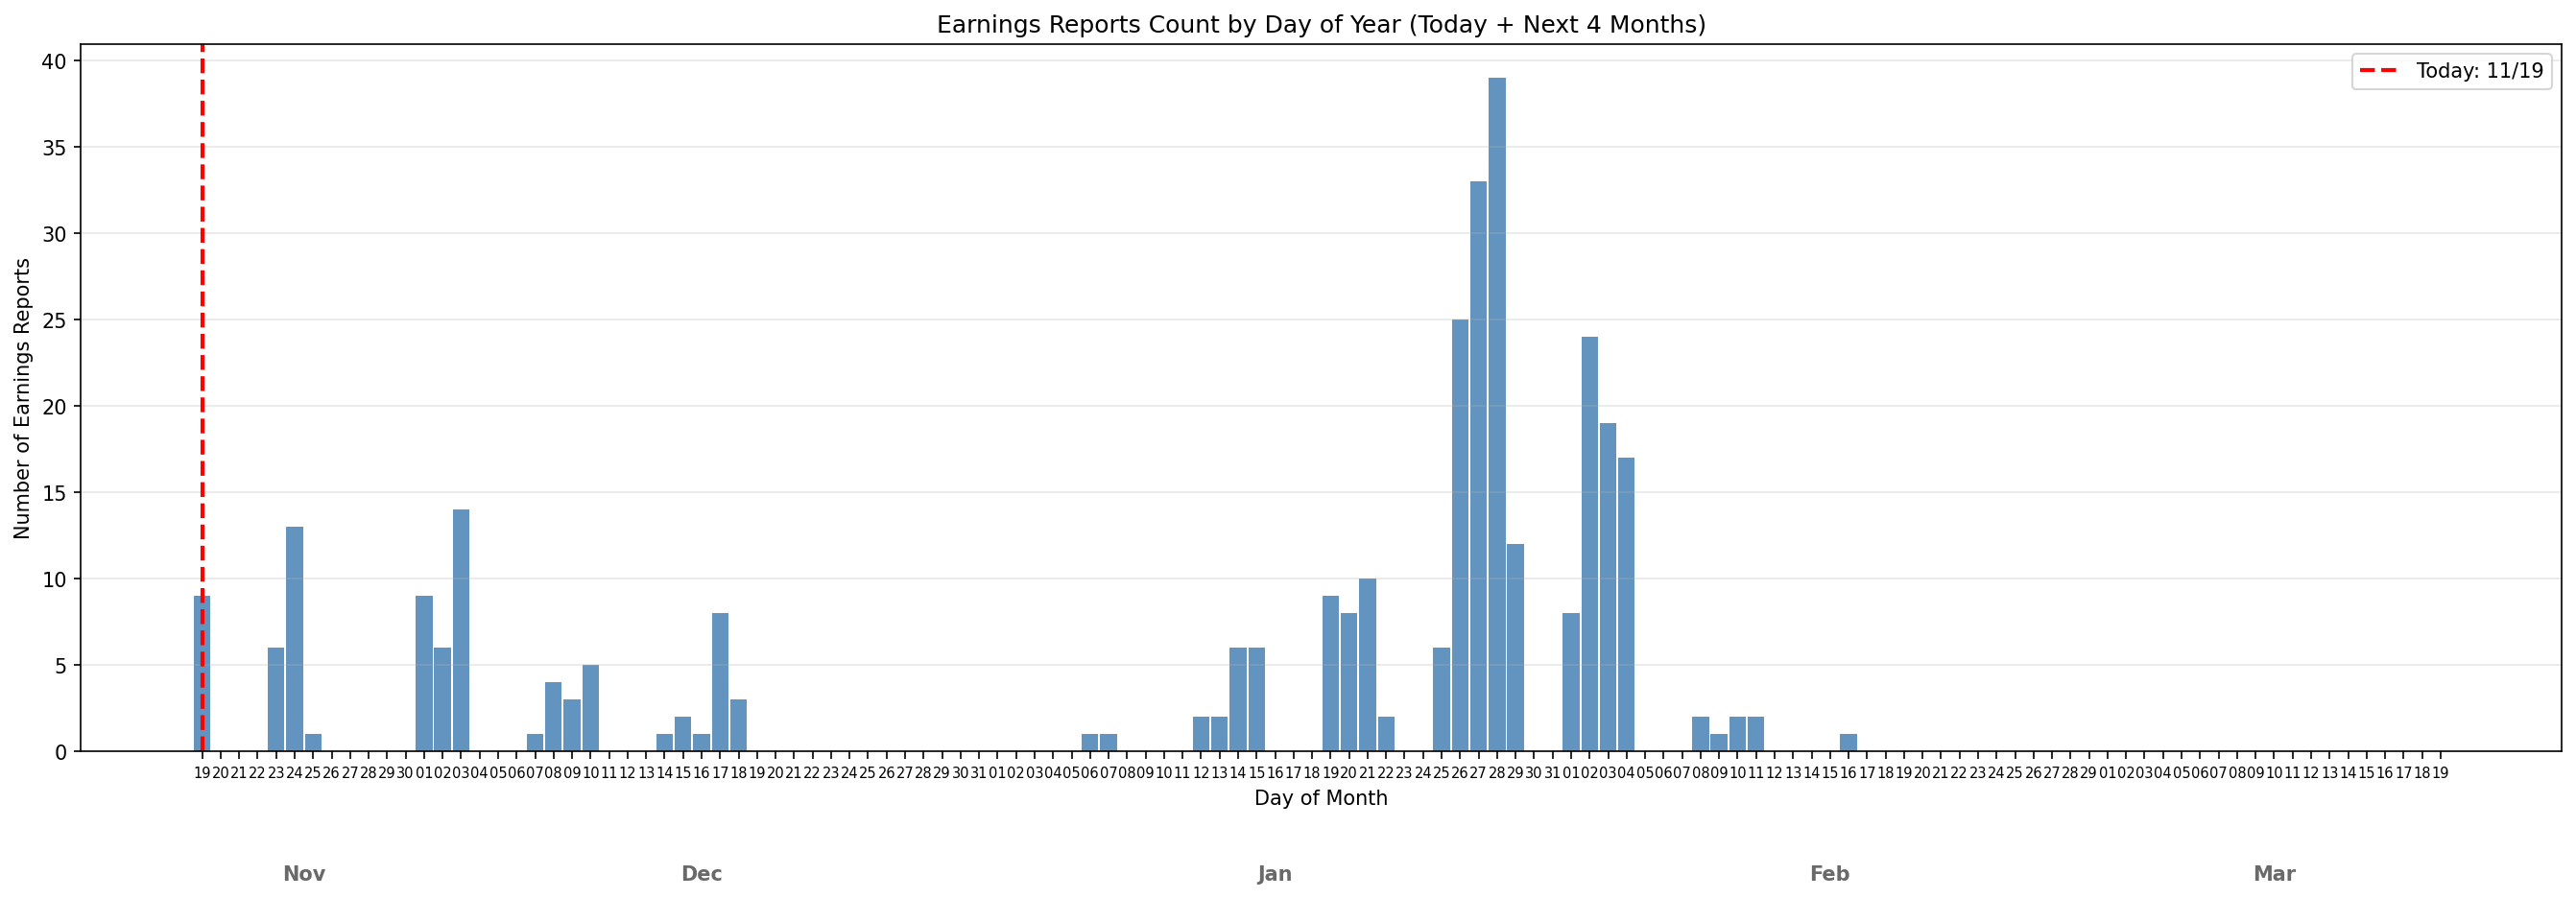 Earnings Reports Count by Day of Year (Today + Next 4 Months)
Today: 11/19
Number of Earnings Reports
40
35
30
25
20
15
10
5
0
19 20 21 22 23 24 25 26 27 28 29 30 01 02 03 04 05 06 07 08 09 10 11 12 13 14 15 16 17 18 19 20 21 22 23 24 25 26 27 28 29 30 31 01 02 03 04 05 06 07 08 09 10 11 12 13 14 15 16 17 18 19 20 21 22 23 24 25 26 27 28 29 30 31 01 02 03 04 05 06 07 08 09 10 11 12 13 14 15 16 17 18 19 20 21 22 23 24 25 26 27 28 29 01 02 03 04 05 06 07 08 09 10 11 12 13 14 15 16 17 18 19
Day of Month
Nov Dec Jan Feb Mar